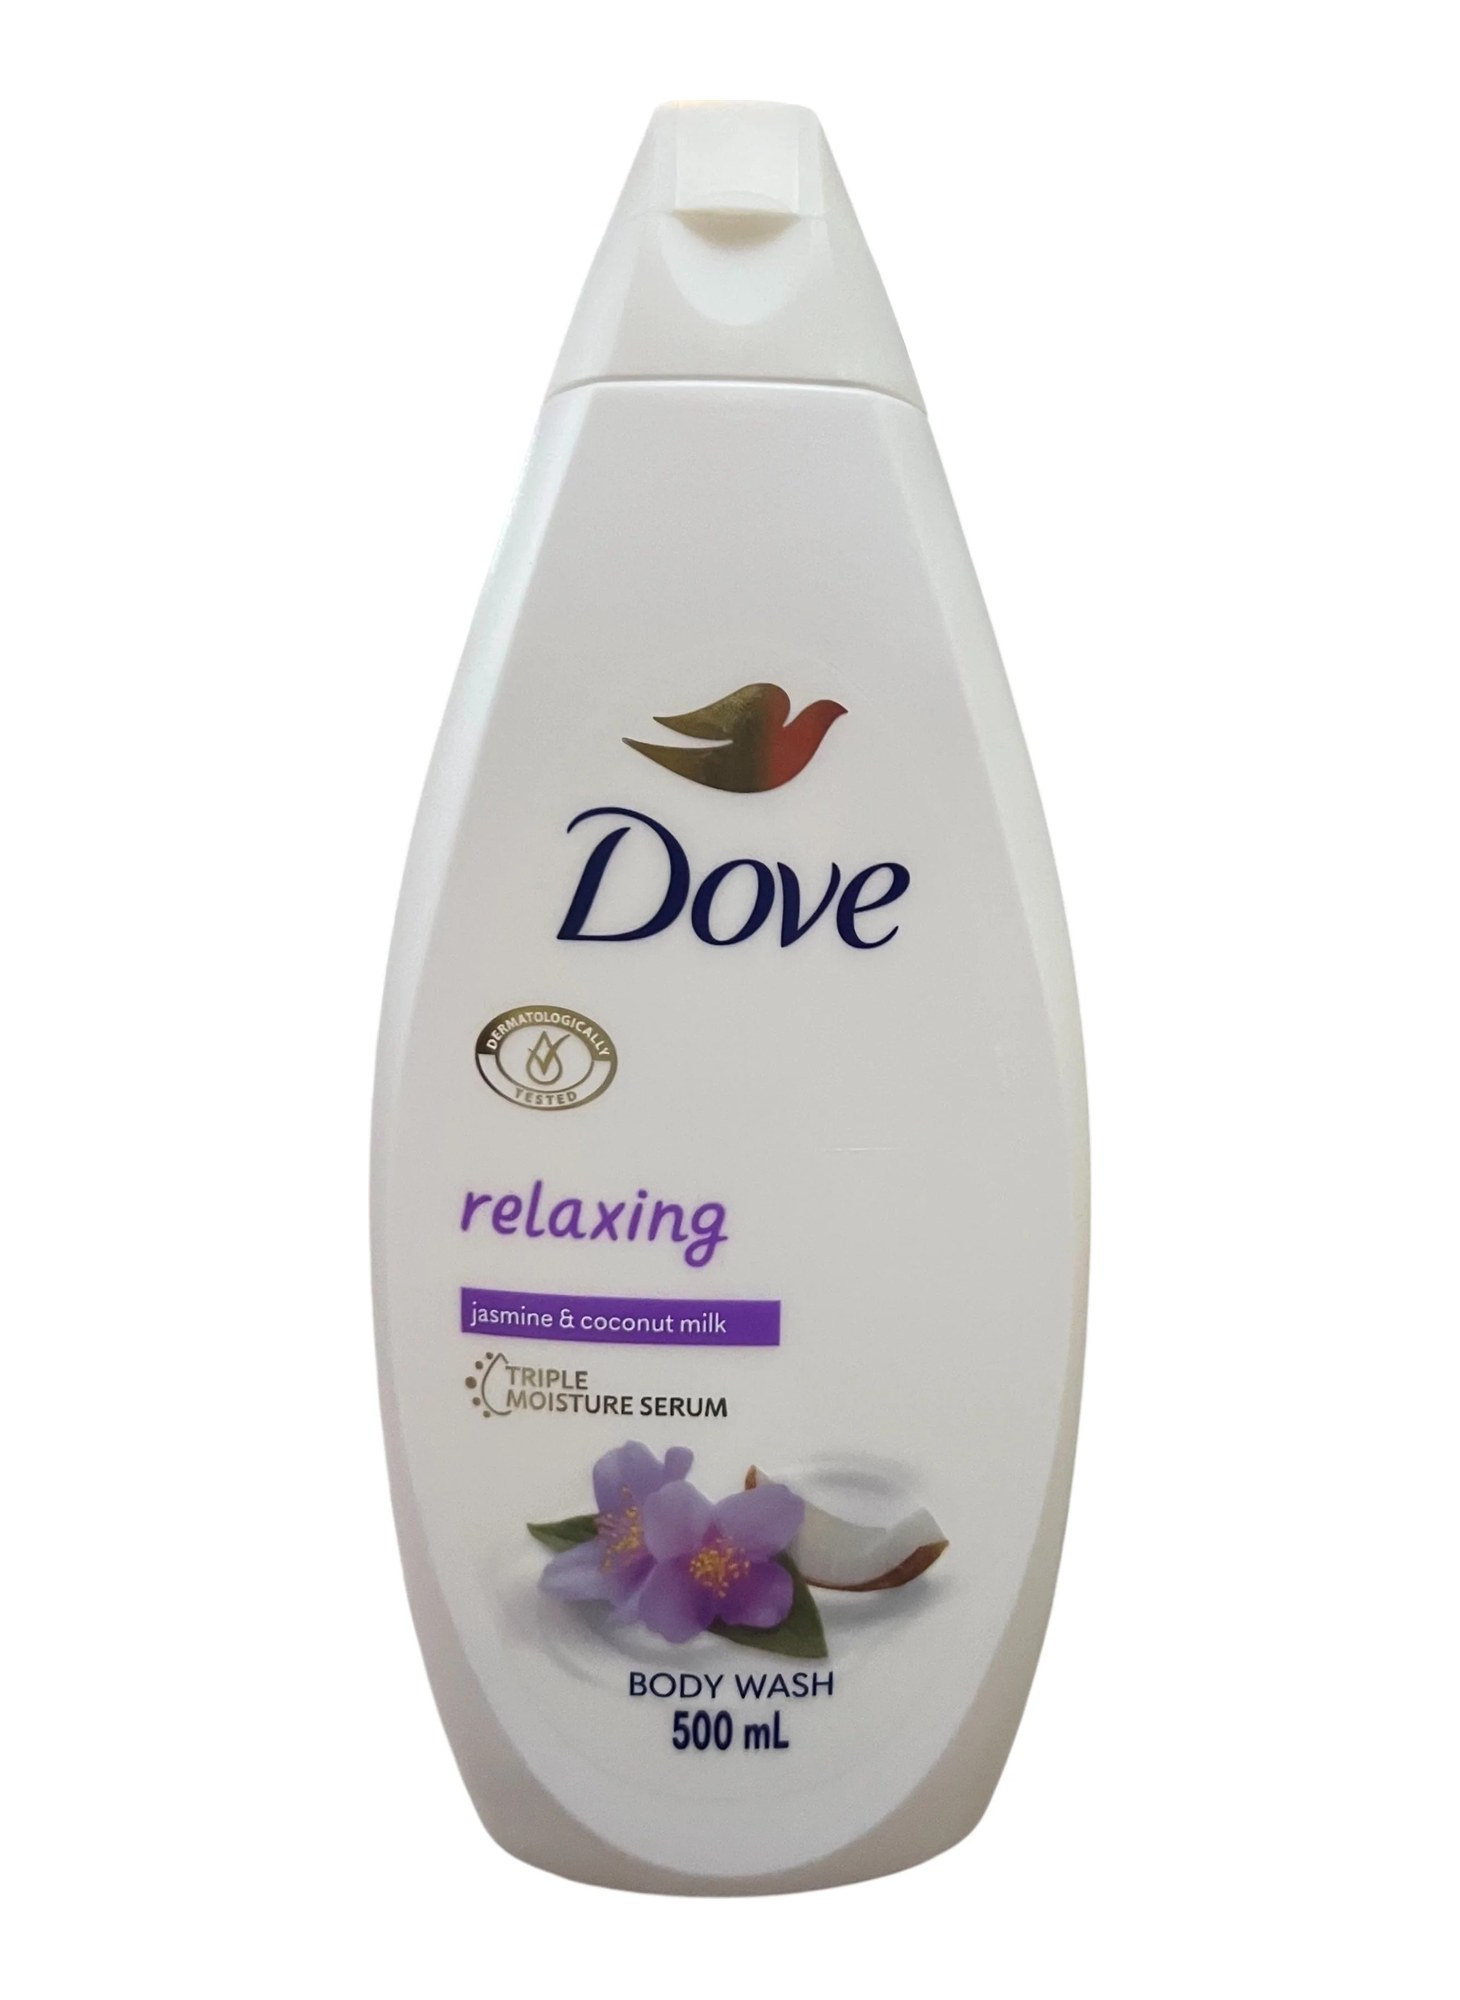 Dove
DERMATOLOGICALLY
TESTED
relaxing
jasmine & coconut milk
TRIPLE
MOISTURE SERUM
BODY WASH
500 mL